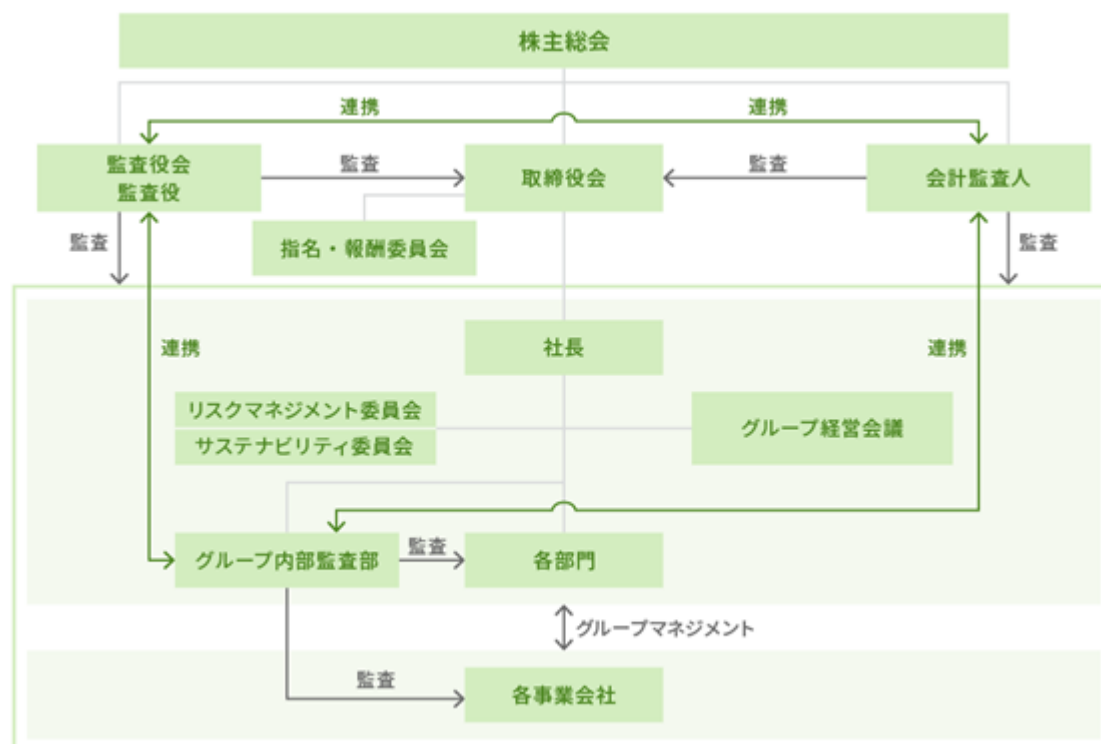 株主総会
連携
連携
監査役会
監査役
監査
取締役会
監査
会計監査人
監査
指名・報酬委員会
監査
社長
連携
連携
リスクマネジメント委員会
サステナビリティ委員会
グループ経営会議
グループ内部監査部
監査
各部門
グループマネジメント
監査
各事業会社